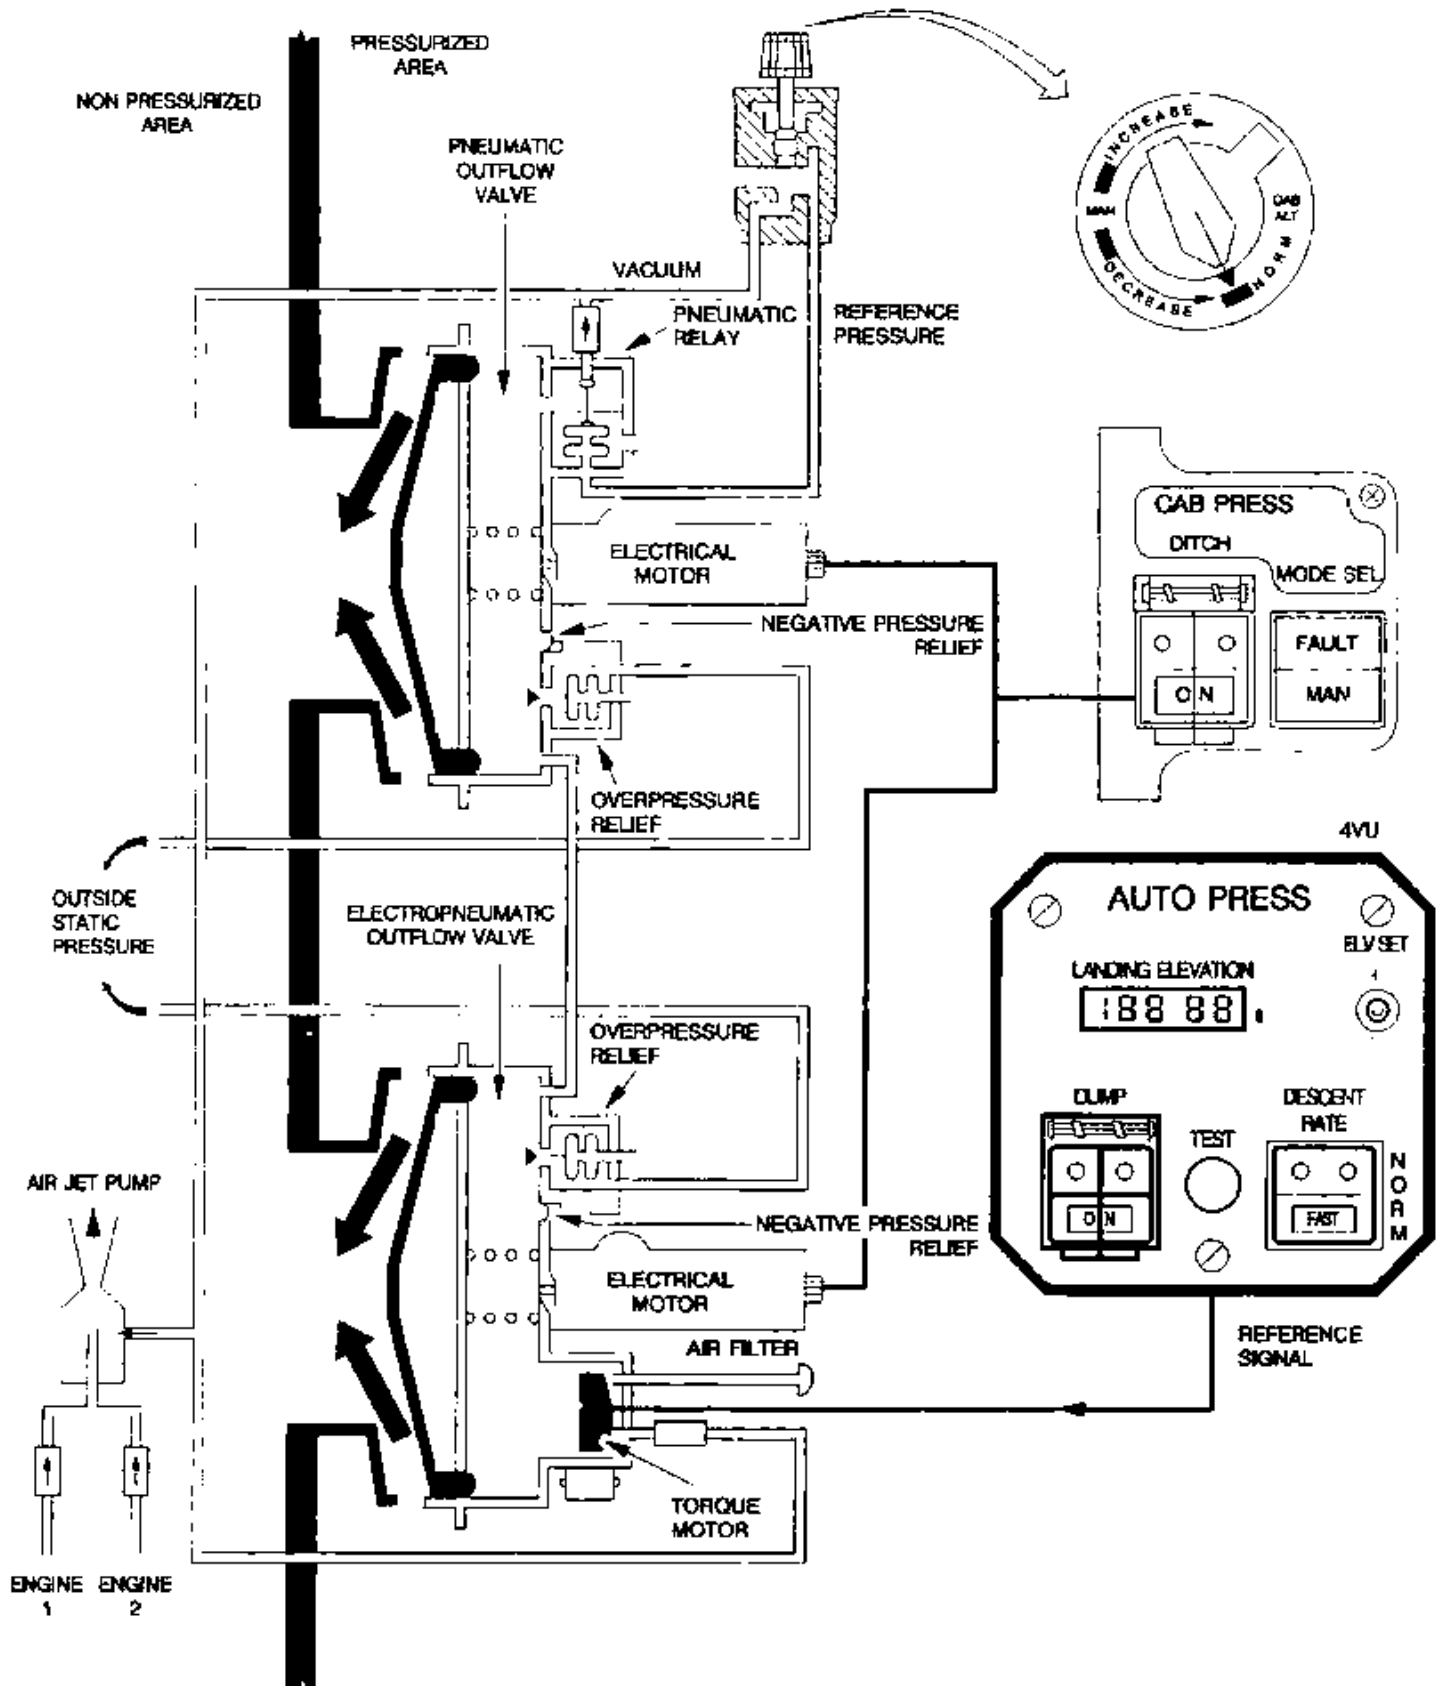 PRESSURIZED
AREA
NON PRESSURIZED
AREA
PNEUMATIC
OUTFLOW
VALVE
INCREASE
MAN
DECREASE
CAB
ALT
NORM
VACUUM
PNEUMATIC
RELAY
REFERENCE
PRESSURE
CAB PRESS
DITCH
MODE SEL
ELECTRICAL
MOTOR
NEGATIVE PRESSURE
RELIEF
FAULT
ON
MAN
OVERPRESSURE
RELIEF
4VU
AUTO PRESS
OUTSIDE
STATIC
PRESSURE
ELECTROPNEUMATIC
OUTFLOW VALVE
ELV SET
LANDING ELEVATION
188 88
OVERPRESSURE
RELIEF
DUMP
DESCENT
RATE
TEST
NORM
AIR JET PUMP
ON
FAST
NEGATIVE PRESSURE
RELIEF
ELECTRICAL
MOTOR
AIR FILTER
REFERENCE
SIGNAL
TORQUE
MOTOR
ENGINE
1
ENGINE
2